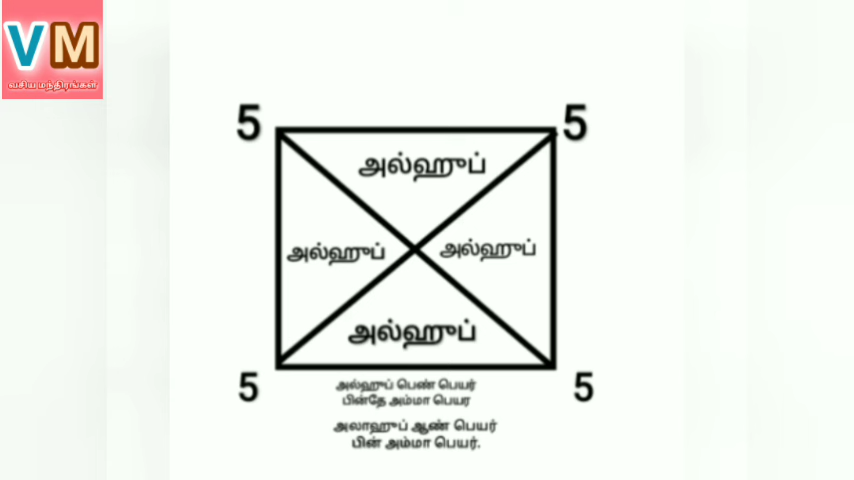 VM
வசிய மந்திரங்கள்
5 5
அல்ஹுப்
அல்ஹுப் அல்ஹுப்
அல்ஹுப்
5 5
அல்ஹுப் பெண் பெயர்
பின்தே அம்மா பெயர
அலாஹுப் ஆண் பெயர்
பின் அம்மா பெயர்.